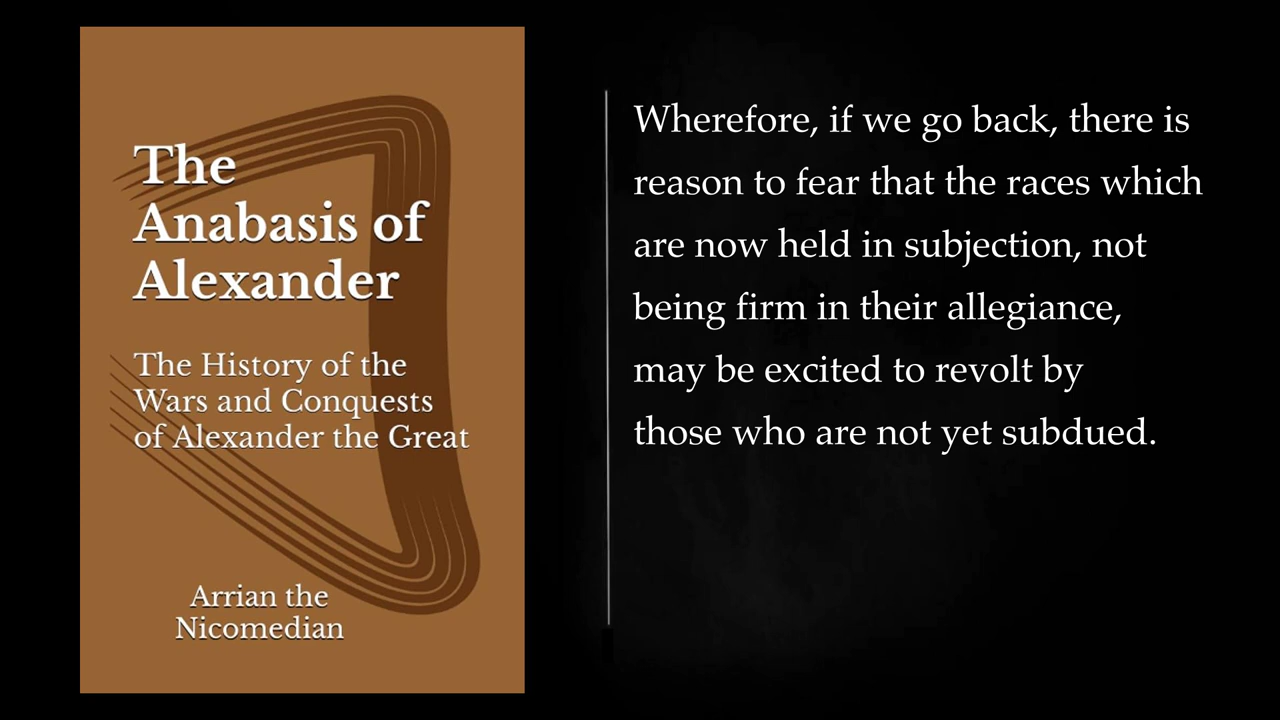 The
Anabasis of
Alexander
The History of the
Wars and Conquests
of Alexander the Great
Arrian the
Nicomedian
Wherefore, if we go back, there is
reason to fear that the races which
are now held in subjection, not
being firm in their allegiance,
may be excited to revolt by
those who are not yet subdued.